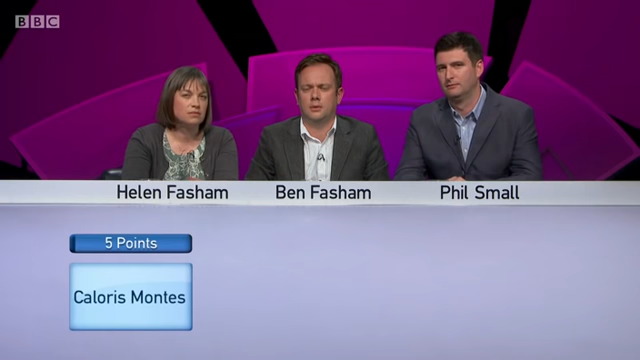 BBC
Helen Fasham Ben Fasham Phil Small
5 Points
Caloris Montes